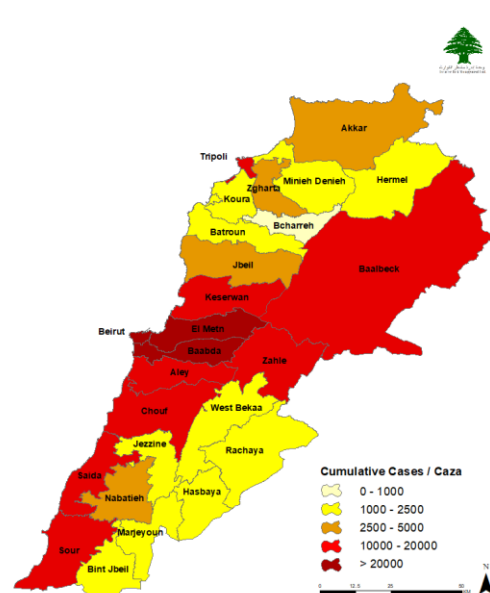 Akkar
Tripoli
Zgharta
Minieh Denieh
Hermel
Koura
Bcharreh
Batroun
Jbeil
Baalbeck
Keserwan
Beirut
El Metn
Baabda
Zahle
Aley
Chouf
West Bekaa
Jezzine
Rachaya
Saida
Nabatieh
Hasbaya
Marjeyoun
Sour
Bint Jbeil
Cumulative Cases / Caza
0 - 1000
1000 - 2500
2500 - 5000
10000 - 20000
> 20000
N
0 12.5 25 50
KM